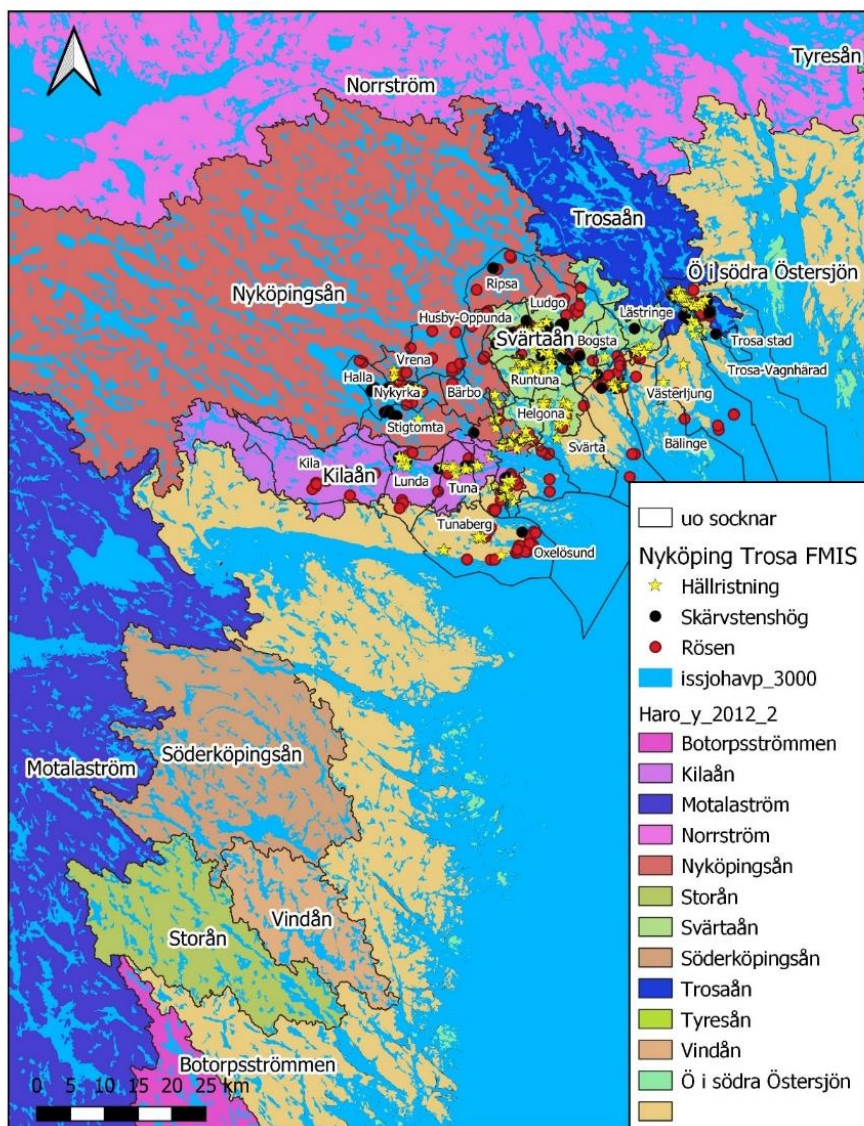 Tyresån
Norrström
Trosaån
Ö i södra Östersjön
Ripsa
Nyköpingsån
Ludgo
Husby-Oppunda
Lästringe
Svärtaån
Bogsta
Trosa stad
Vrena
Halla
Trosa-Vagnhärad
Nykyrka
Bärbo
Runtuna
Västerljung
Helgona
Stigtomta
Svärta
Bälinge
Kila
Kilaån
Lunda
Tuna
Tunaberg
Oxelösund
uo socknar
Nyköping Trosa FMIS
Hällristning
Skärvstenshög
Rösen
issjohavp_3000
Haro_y_2012_2
Botorpsströmmen
Kilaån
Motalaström
Norrström
Nyköpingsån
Storån
Svärtaån
Söderköpingsån
Trosaån
Tyresån
Vindån
Ö i södra Östersjön
Söderköpingsån
Motalaström
Vindån
Storån
Botorpsströmmen
0 5 10 15 20 25 km